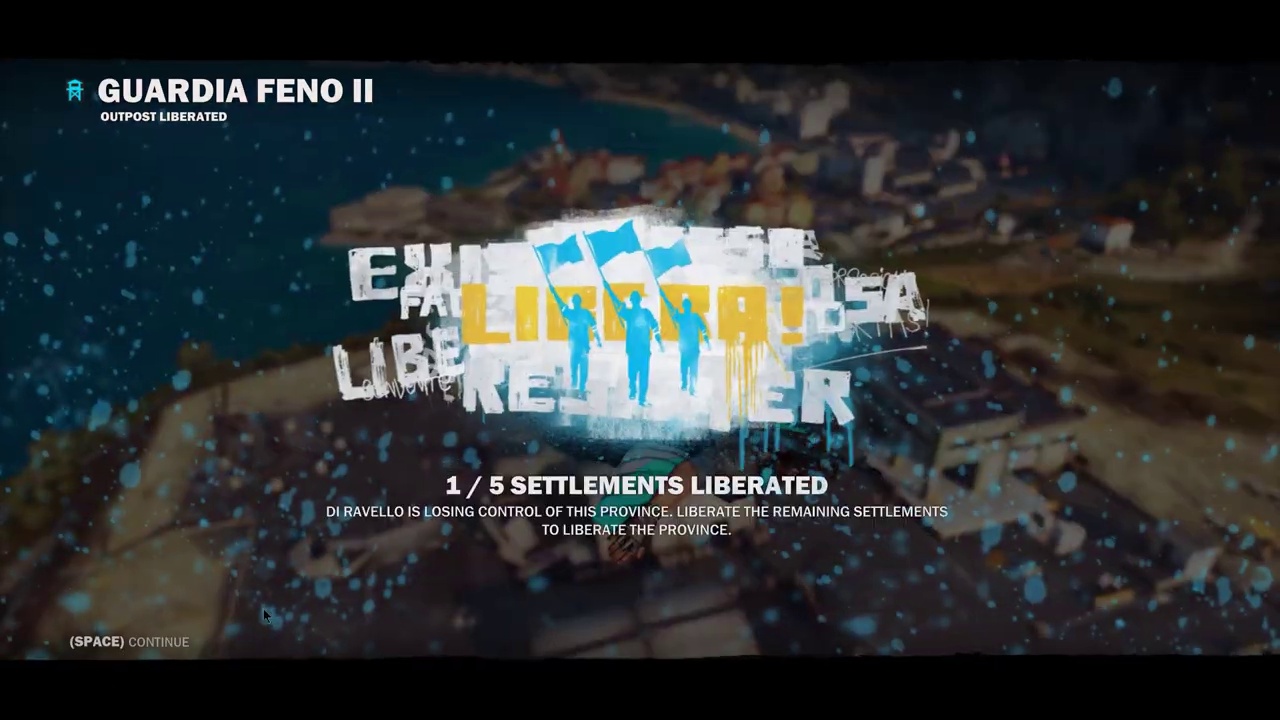 GUARDIA FENO II
OUTPOST LIBERATED
LIBERA!
1 / 5 SETTLEMENTS LIBERATED
DI RAVELLO IS LOSING CONTROL OF THIS PROVINCE. LIBERATE THE REMAINING SETTLEMENTS
TO LIBERATE THE PROVINCE.
(SPACE) CONTINUE